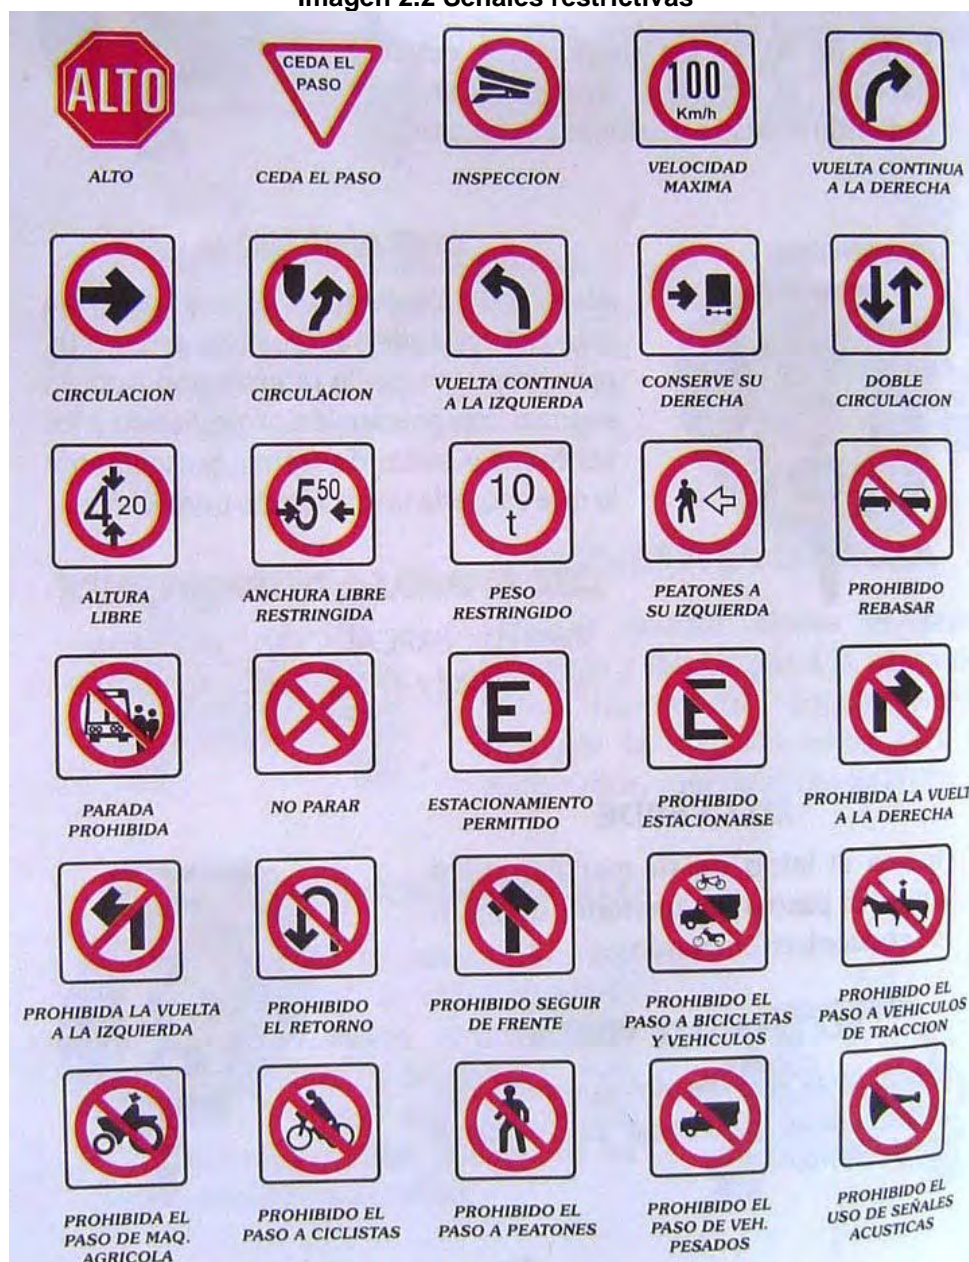 Imagen 2.2 Señales restrictivas
ALTO
CEDA EL
PASO
100
Km/h
ALTO
CEDA EL PASO
INSPECCION
VELOCIDAD
MAXIMA
VUELTA CONTINUA
A LA DERECHA
CIRCULACION
CIRCULACION
VUELTA CONTINUA
A LA IZQUIERDA
CONSERVE SU
DERECHA
DOBLE
CIRCULACION
4 20
5 50
10
t
ALTURA
LIBRE
ANCHURA LIBRE
RESTRINGIDA
PESO
RESTRINGIDO
PEATONES A
SU IZQUIERDA
PROHIBIDO
REBASAR
E
E
PARADA
PROHIBIDA
NO PARAR
ESTACIONAMIENTO
PERMITIDO
PROHIBIDO
ESTACIONARSE
PROHIBIDA LA VUELT
A LA DERECHA
PROHIBIDA LA VUELTA
A LA IZQUIERDA
PROHIBIDO
EL RETORNO
PROHIBIDO SEGUIR
DE FRENTE
PROHIBIDO EL
PASO A BICICLETAS
Y VEHICULOS
PROHIBIDO EL
PASO A VEHICULOS
DE TRACCION
PROHIBIDA EL
PASO DE MAQ.
AGRICOLA
PROHIBIDO EL
PASO A CICLISTAS
PROHIBIDO EL
PASO A PEATONES
PROHIBIDO EL
PASO DE VEH.
PESADOS
PROHIBIDO EL
USO DE SEÑALES
ACUSTICAS